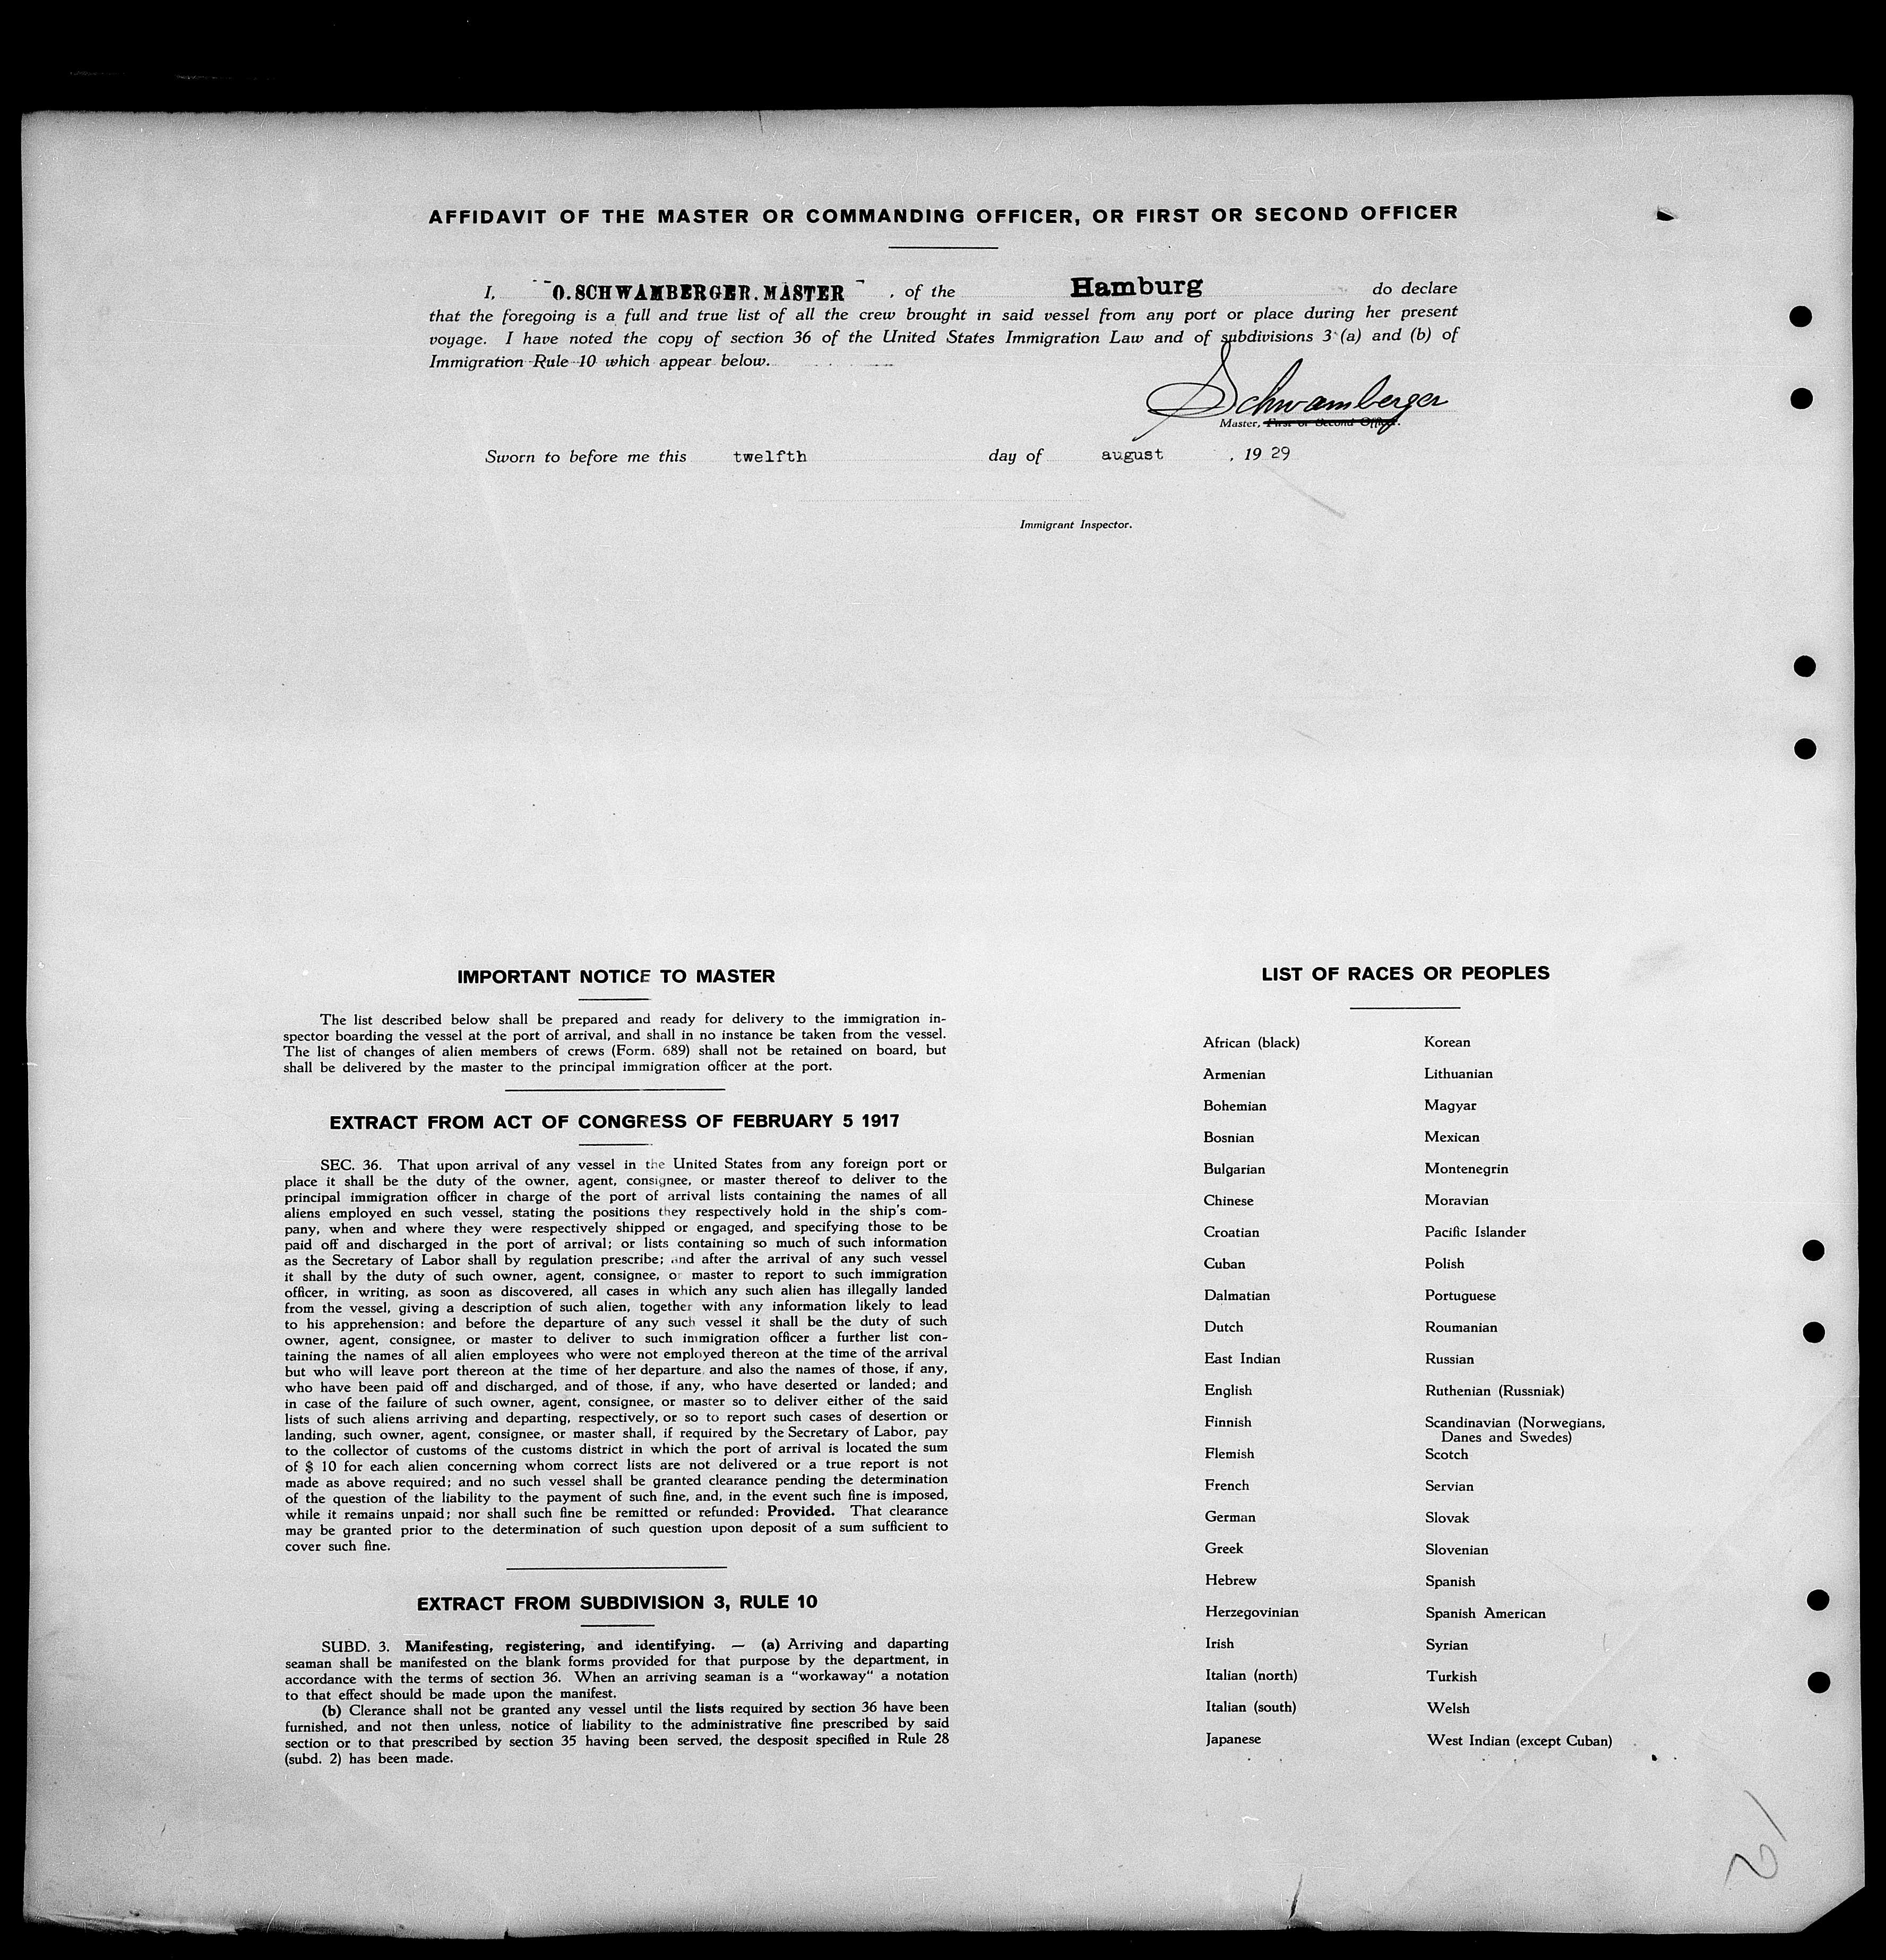 AFFIDAVIT OF THE MASTER OR COMMANDING OFFICER, OR FIRST OR SECOND OFFICER
I, O. SCHWAMBERGER. MASTER , of the Hamburg do declare
that the foregoing is a full and true list of all the crew brought in said vessel from any port or place during her present
voyage. I have noted the copy of section 36 of the United States Immigration Law and of subdivisions 3 (a) and (b) of
Immigration Rule 10 which appear below.
Schwamberger
Master, First or Second Officer.
Sworn to before me this twelfth day of august , 19 29
Immigrant Inspector.
IMPORTANT NOTICE TO MASTER
The list described below shall be prepared and ready for delivery to the immigration in-
spector boarding the vessel at the port of arrival, and shall in no instance be taken from the vessel.
The list of changes of alien members of crews (Form. 689) shall not be retained on board, but
shall be delivered by the master to the principal immigration officer at the port.
EXTRACT FROM ACT OF CONGRESS OF FEBRUARY 5 1917
SEC. 36. That upon arrival of any vessel in the United States from any foreign port or
place it shall be the duty of the owner, agent, consignee, or master thereof to deliver to the
principal immigration officer in charge of the port of arrival lists containing the names of all
aliens employed en such vessel, stating the positions they respectively hold in the ship's com-
pany, when and where they were respectively shipped or engaged, and specifying those to be
paid off and discharged in the port of arrival; or lists containing so much of such information
as the Secretary of Labor shall by regulation prescribe; and after the arrival of any such vessel
it shall by the duty of such owner, agent, consignee, or master to report to such immigration
officer, in writing, as soon as discovered, all cases in which any such alien has illegally landed
from the vessel, giving a description of such alien, together with any information likely to lead
to his apprehension; and before the departure of any such vessel it shall be the duty of such
owner, agent, consignee, or master to deliver to such immigration officer a further list con-
taining the names of all alien employees who were not employed thereon at the time of the arrival
but who will leave port thereon at the time of her departure, and also the names of those, if any,
who have been paid off and discharged, and of those, if any, who have deserted or landed; and
in case of the failure of such owner, agent, consignee, or master so to deliver either of the said
lists of such aliens arriving and departing, respectively, or so to report such cases of desertion or
landing, such owner, agent, consignee, or master shall, if required by the Secretary of Labor, pay
to the collector of customs of the customs district in which the port of arrival is located the sum
of $ 10 for each alien concerning whom correct lists are not delivered or a true report is not
made as above required; and no such vessel shall be granted clearance pending the determination
of the question of the liability to the payment of such fine, and, in the event such fine is imposed,
while it remains unpaid; nor shall such fine be remitted or refunded: Provided. That clearance
may be granted prior to the determination of such question upon deposit of a sum sufficient to
cover such fine.
EXTRACT FROM SUBDIVISION 3, RULE 10
SUBD. 3. Manifesting, registering, and identifying. — (a) Arriving and daparting
seaman shall be manifested on the blank forms provided for that purpose by the department, in
accordance with the terms of section 36. When an arriving seaman is a "workaway" a notation
to that effect should be made upon the manifest.
(b) Clerance shall not be granted any vessel until the lists required by section 36 have been
furnished, and not then unless, notice of liability to the administrative fine prescribed by said
section or to that prescribed by section 35 having been served, the desposit specified in Rule 28
(subd. 2) has been made.
LIST OF RACES OR PEOPLES
African (black)
Armenian
Bohemian
Bosnian
Bulgarian
Chinese
Croatian
Cuban
Dalmatian
Dutch
East Indian
English
Finnish
Flemish
French
German
Greek
Hebrew
Herzegovinian
Irish
Italian (north)
Italian (south)
Japanese
Korean
Lithuanian
Magyar
Mexican
Montenegrin
Moravian
Pacific Islander
Polish
Portuguese
Roumanian
Russian
Ruthenian (Russniak)
Scandinavian (Norwegians,
Danes and Swedes)
Scotch
Servian
Slovak
Slovenian
Spanish
Spanish American
Syrian
Turkish
Welsh
West Indian (except Cuban)